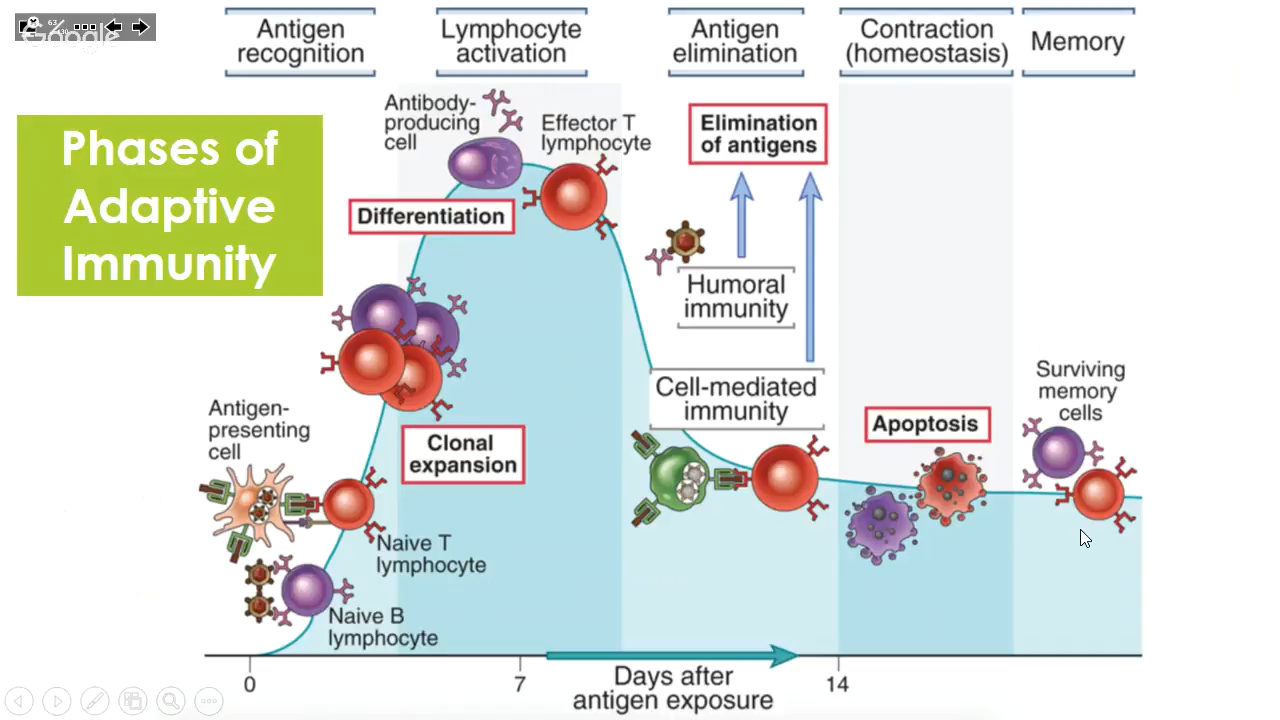 63
Google
Antigen
recognition
Lymphocyte
activation
Antigen
elimination
Contraction
(homeostasis)
Memory
Phases of
Adaptive
Immunity
Antibody-
producing
cell
Effector T
lymphocyte
Elimination
of antigens
Differentiation
Humoral
immunity
Cell-mediated
immunity
Surviving
memory
cells
Antigen-
presenting
cell
Clonal
expansion
Apoptosis
Naive T
lymphocyte
Naive B
lymphocyte
0
7
Days after
antigen exposure
14